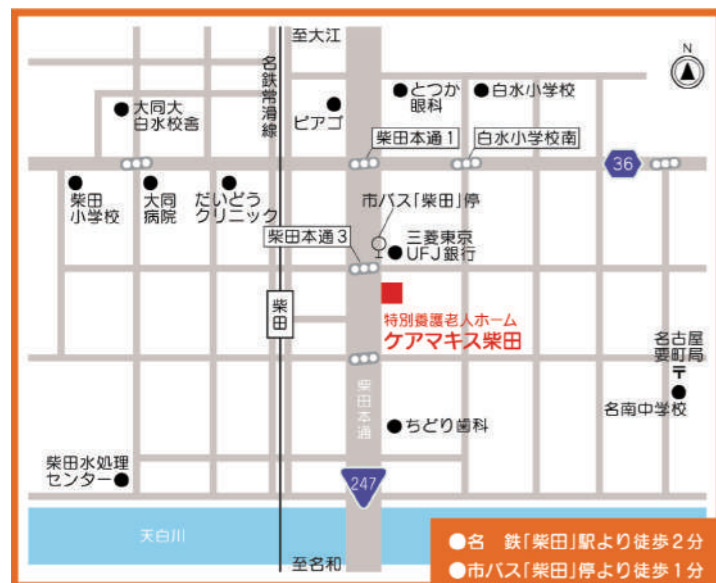 至大江
N
名鉄常滑線
大同大
白水校舎
ピアゴ
とつか
眼科
白水小学校
柴田本通1
白水小学校南
36
柴田
小学校
大同
病院
だいどう
クリニック
市バス「柴田」停
柴田本通3
三菱東京
UFJ銀行
柴田
特別養護老人ホーム
ケアマキス柴田
名古屋
要町局
〒
名南中学校
柴田本通
ちどり歯科
柴田水処理
センター
247
天白川
至名和
●名 鉄「柴田」駅より徒歩2分
●市バス「柴田」停より徒歩1分